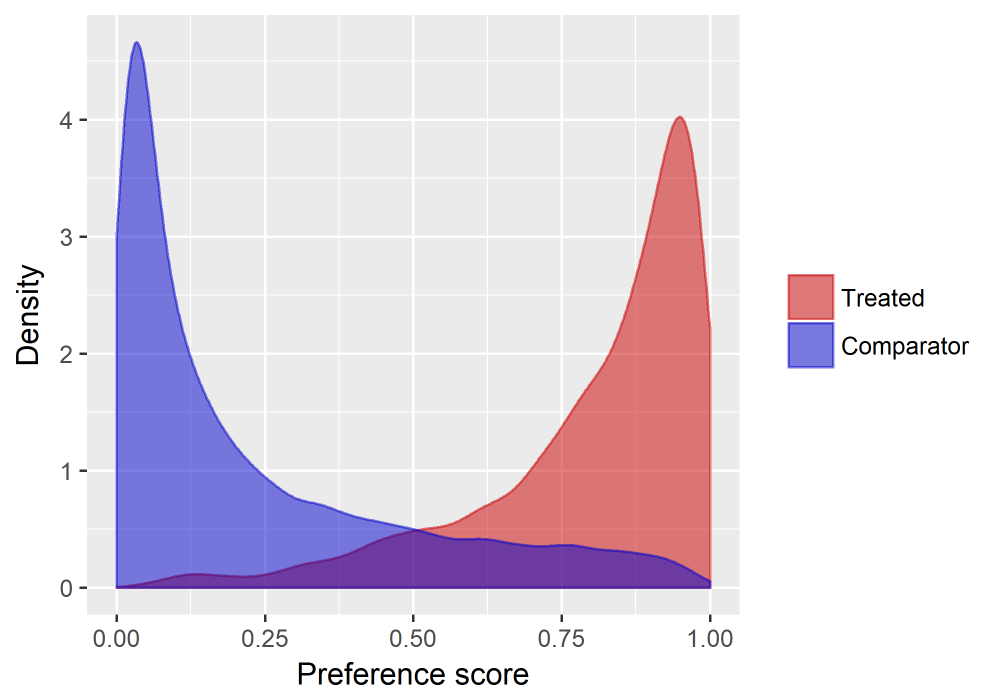 4
3
2
1
0
Density
0.00 0.25 0.50 0.75 1.00
Preference score
Treated
Comparator